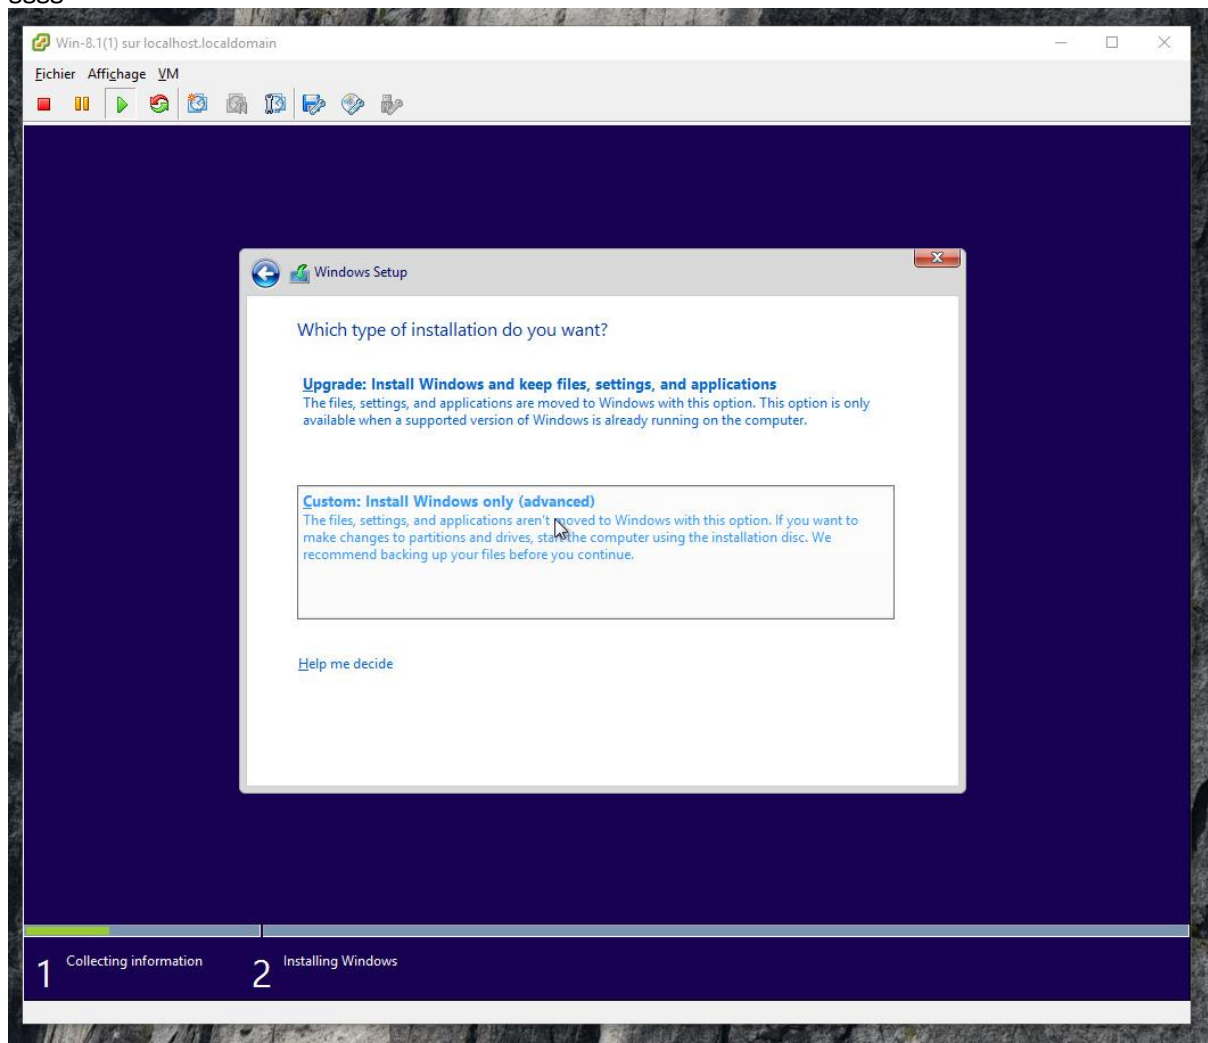 Win-8.1(1) sur localhost.localdomain
Fichier Affichage VM
Windows Setup
Which type of installation do you want?
Upgrade: Install Windows and keep files, settings, and applications
The files, settings, and applications are moved to Windows with this option. This option is only
available when a supported version of Windows is already running on the computer.
Custom: Install Windows only (advanced)
The files, settings, and applications aren't moved to Windows with this option. If you want to
make changes to partitions and drives, start the computer using the installation disc. We
recommend backing up your files before you continue.
Help me decide
1 Collecting information 2 Installing Windows